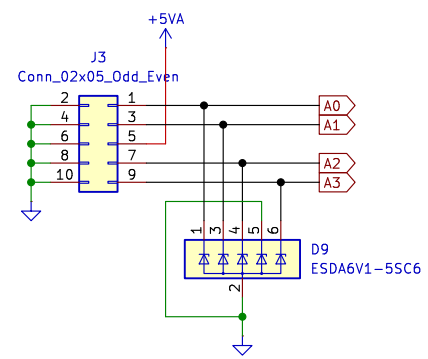 +5VA
J3
Conn_02x05_Odd_Even
2 1 A0
4 3 A1
6 5
8 7 A2
10 9 A3
1 3 4 5 6
D9
ESDA6V1-5SC6
2